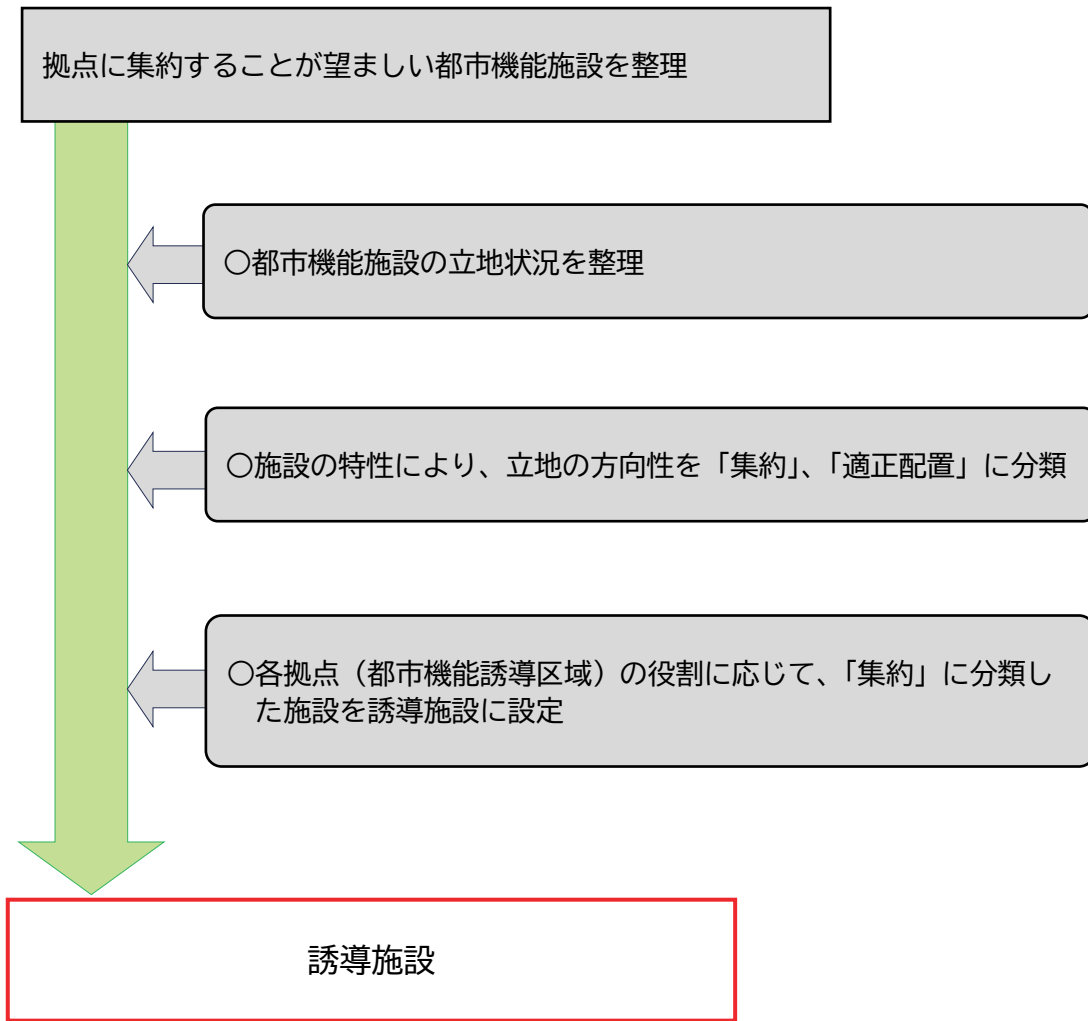 拠点に集約することが望ましい都市機能施設を整理
〇都市機能施設の立地状況を整理
〇施設の特性により、立地の方向性を「集約」、「適正配置」に分類
〇各拠点（都市機能誘導区域）の役割に応じて、「集約」に分類し
た施設を誘導施設に設定
誘導施設